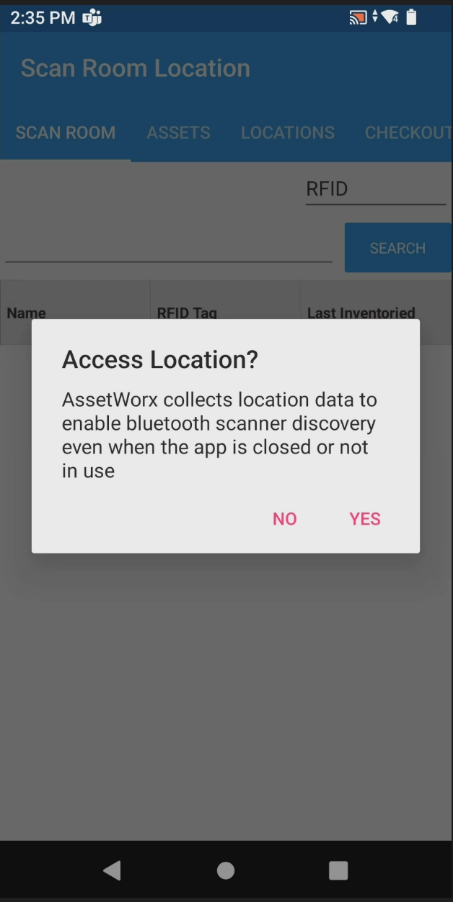 2:35 PM
Scan Room Location
SCAN ROOM ASSETS LOCATIONS CHECKOUT
RFID
SEARCH
Name RFID Tag Last Inventoried
Access Location?
AssetWorx collects location data to
enable bluetooth scanner discovery
even when the app is closed or not
in use
NO YES